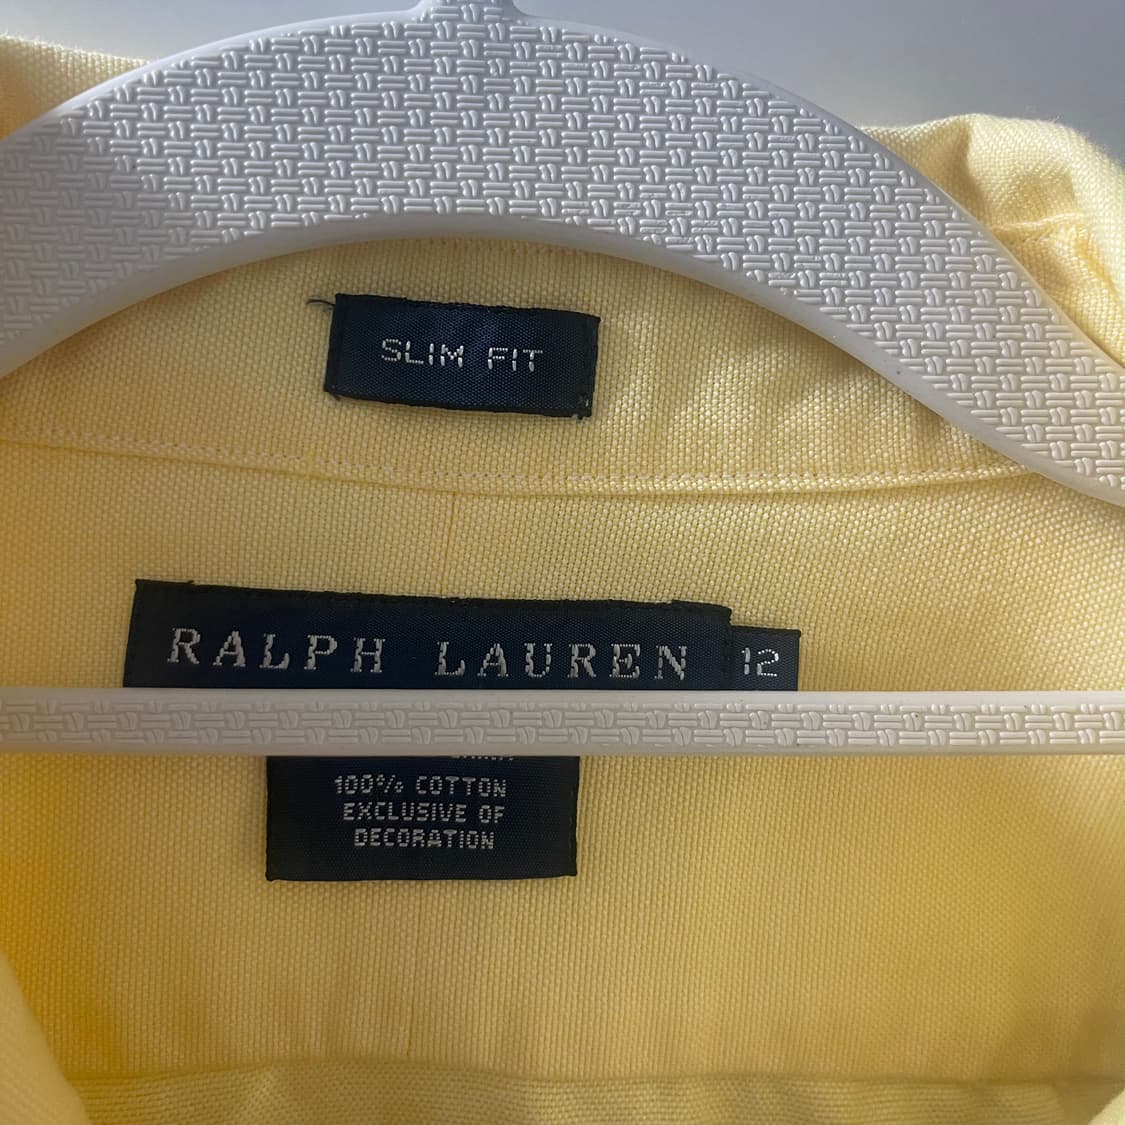 SLIM FIT
RALPH LAUREN
12
100% COTTON
EXCLUSIVE OF
DECORATION